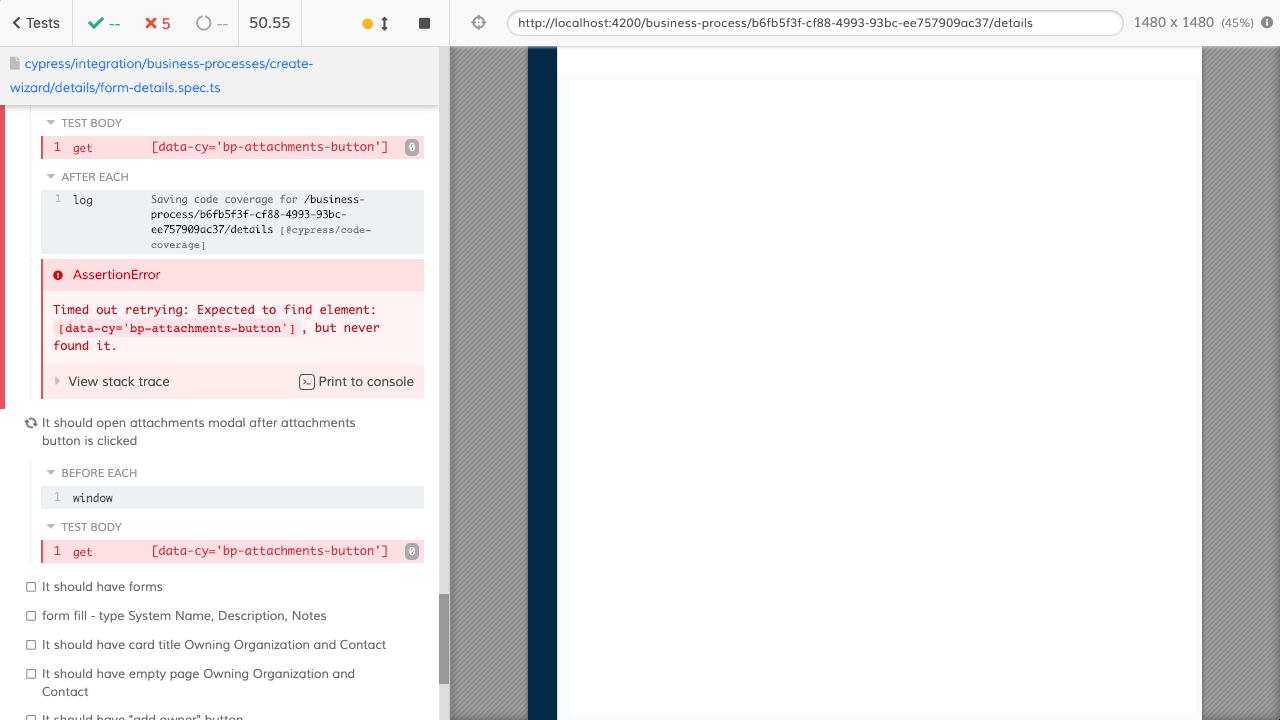 Tests
--
5
--
50.55
http://localhost:4200/business-process/b6fb5f3f-cf88-4993-93bc-ee757909ac37/details
1480 x 1480 (45%)
cypress/integration/business-processes/create-
wizard/details/form-details.spec.ts
TEST BODY
1 get [data-cy='bp-attachments-button'] 0
AFTER EACH
1 log Saving code coverage for /business-
process/b6fb5f3f-cf88-4993-93bc-
ee757909ac37/details [@cypress/code-
coverage]
AssertionError
Timed out retrying: Expected to find element:
[data-cy='bp-attachments-button'], but never
found it.
View stack trace
Print to console
It should open attachments modal after attachments
button is clicked
BEFORE EACH
1 window
TEST BODY
1 get [data-cy='bp-attachments-button'] 0
It should have forms
form fill - type System Name, Description, Notes
It should have card title Owning Organization and Contact
It should have empty page Owning Organization and
Contact
It should have "add owner" button